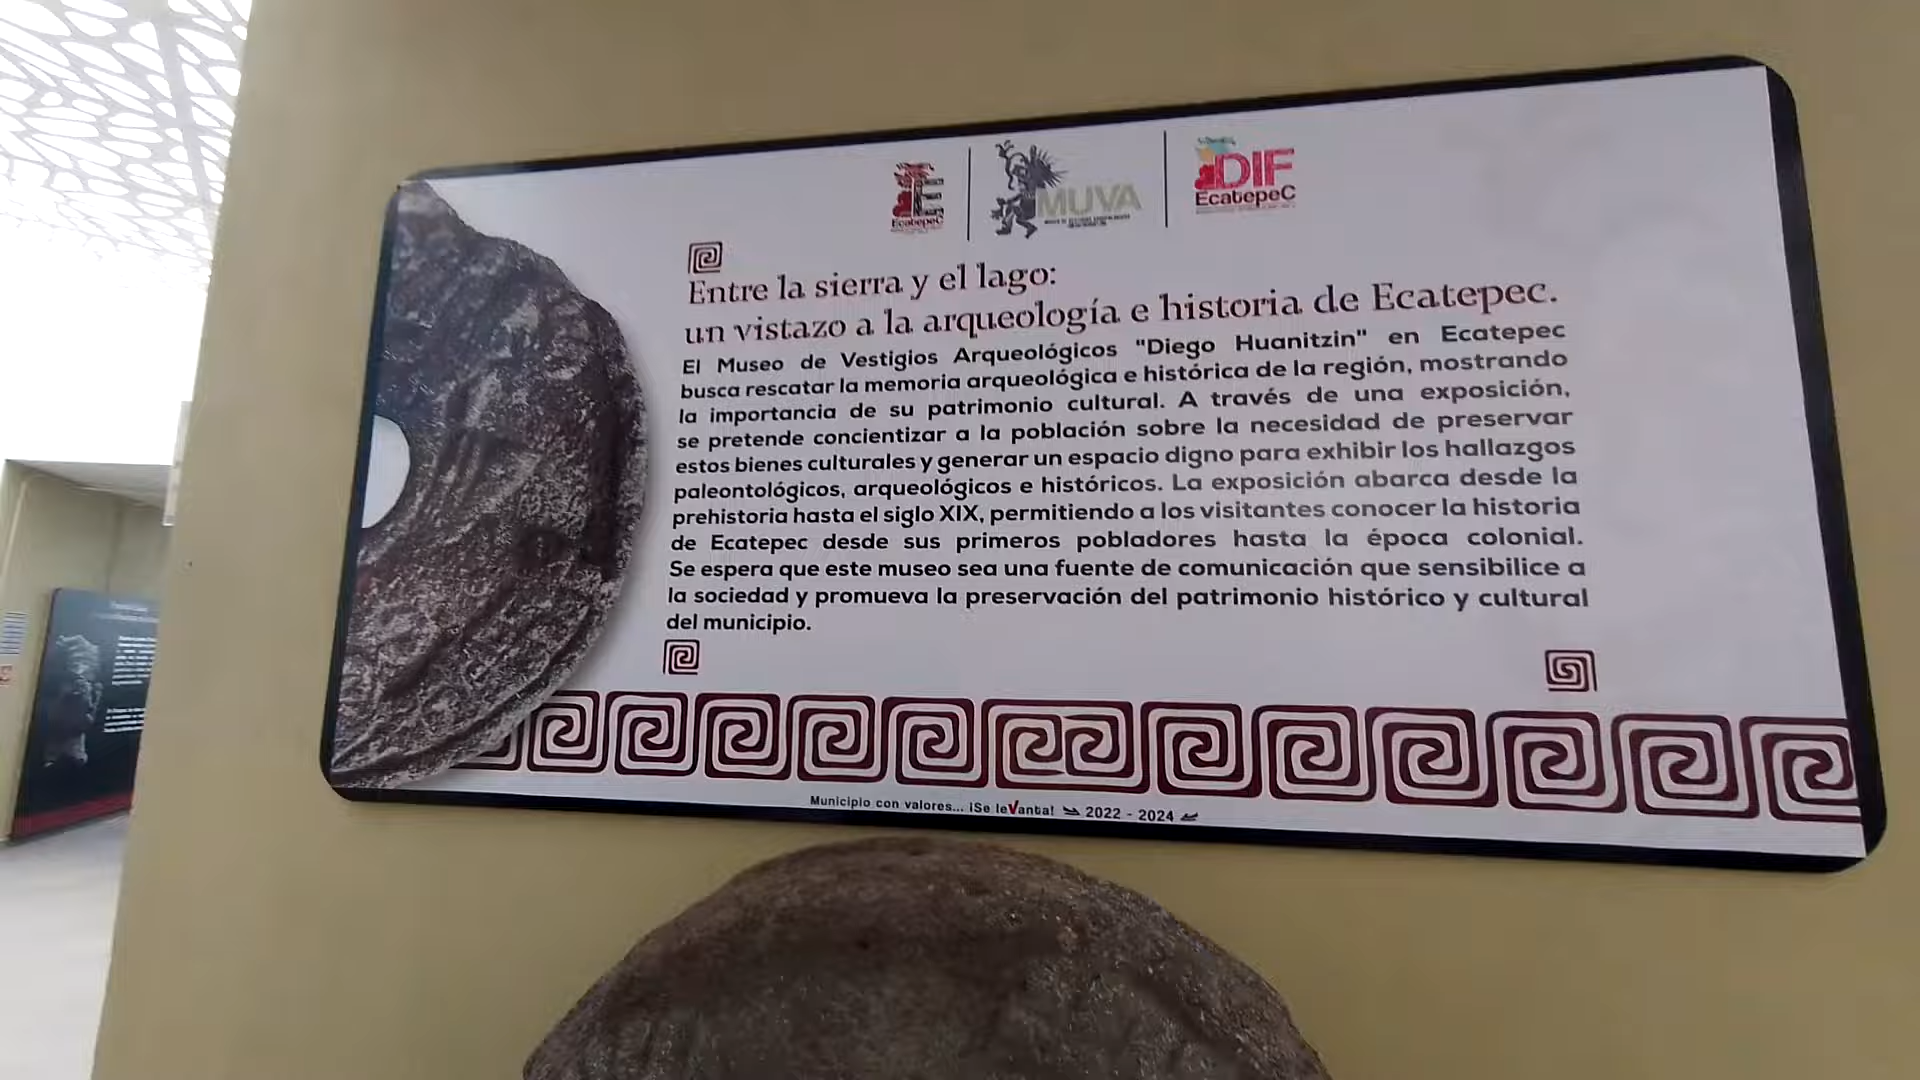 EcatepeC
MUVA
DIF
EcatepeC
Entre la sierra y el lago:
un vistazo a la arqueología e historia de Ecatepec.
El Museo de Vestigios Arqueológicos "Diego Huanitzin" en Ecatepec
busca rescatar la memoria arqueológica e histórica de la región, mostrando
la importancia de su patrimonio cultural. A través de una exposición,
se pretende concientizar a la población sobre la necesidad de preservar
estos bienes culturales y generar un espacio digno para exhibir los hallazgos
paleontológicos, arqueológicos e históricos. La exposición abarca desde la
prehistoria hasta el siglo XIX, permitiendo a los visitantes conocer la historia
de Ecatepec desde sus primeros pobladores hasta la época colonial.
Se espera que este museo sea una fuente de comunicación que sensibilice a
la sociedad y promueva la preservación del patrimonio histórico y cultural
del municipio.
Municipio con valores... ¡Se leVanta! 2022 - 2024